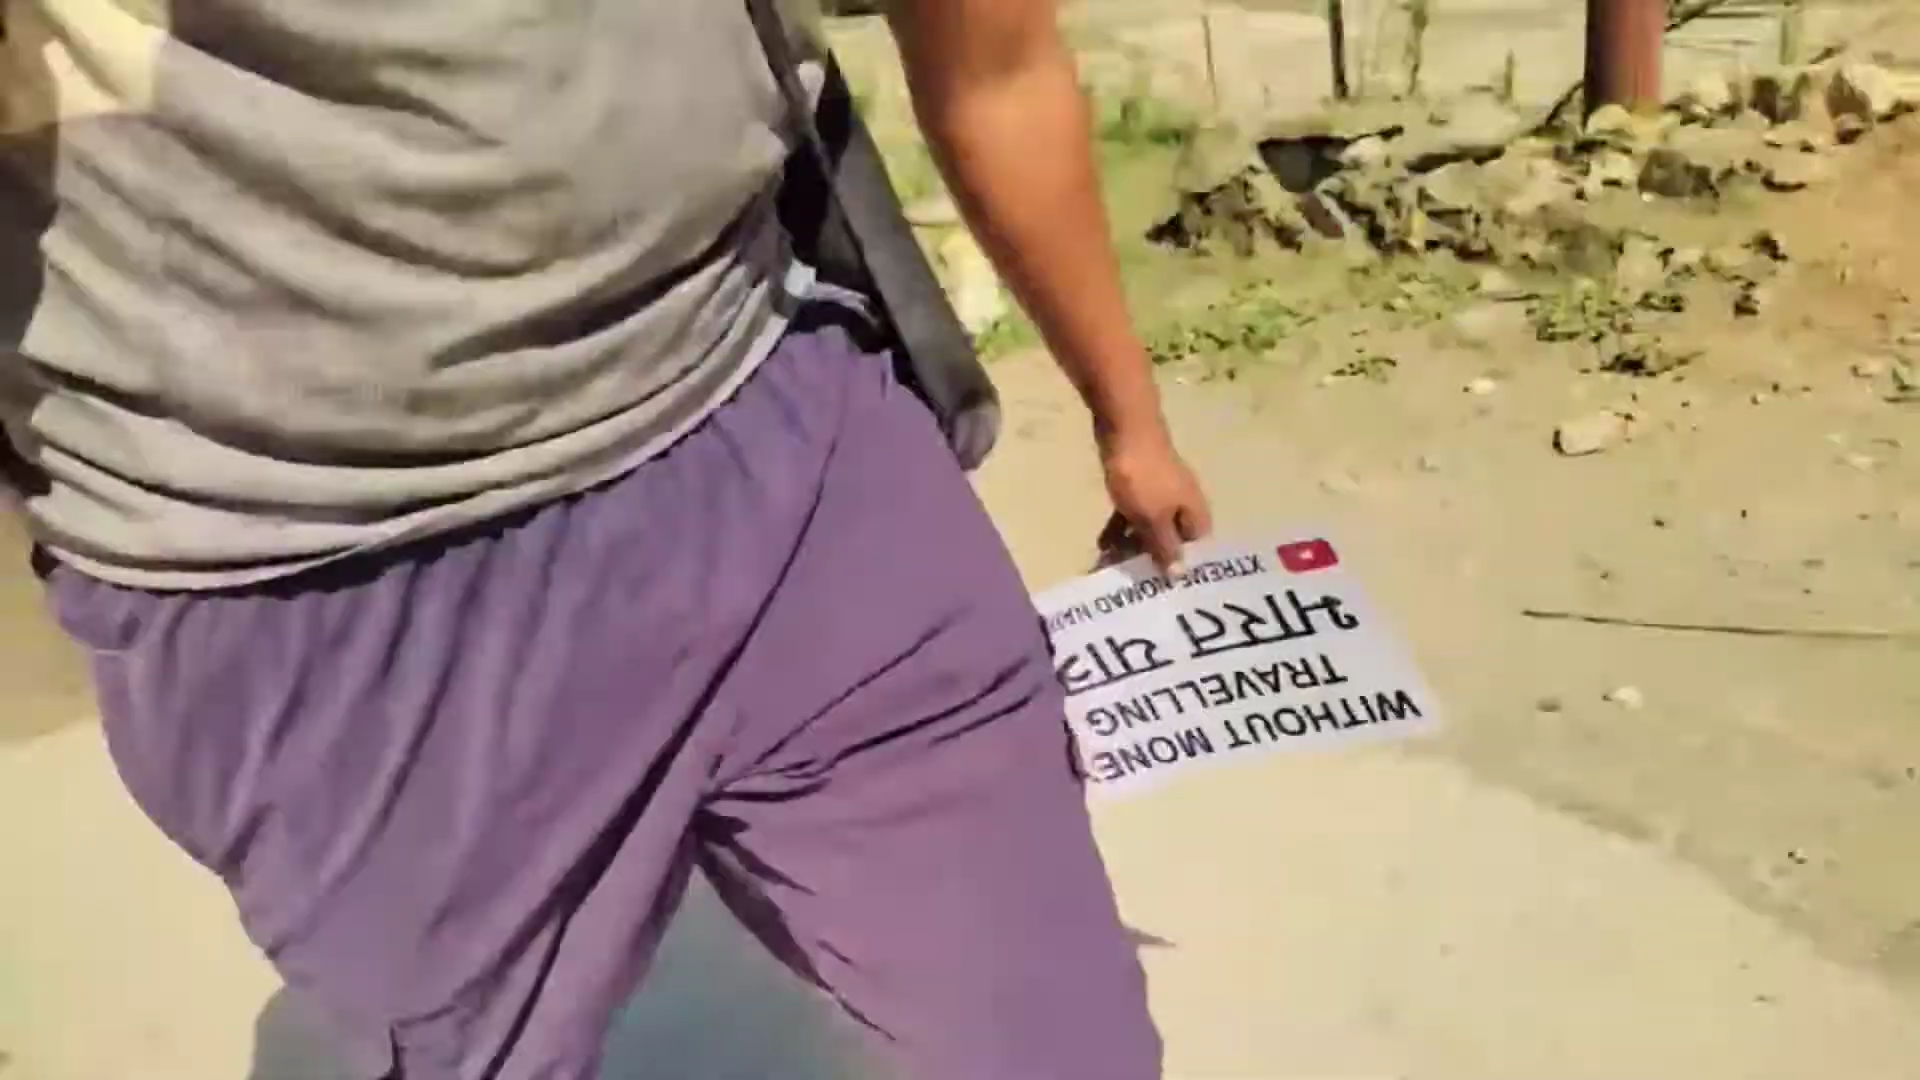 WITHOUT MONEY
TRAVELLING
भारत
XTREME NOMAD